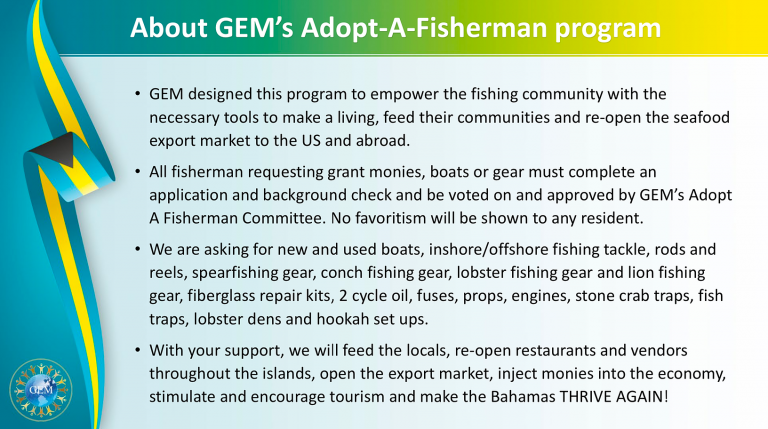 About GEM's Adopt-A-Fisherman program
• GEM designed this program to empower the fishing community with the
necessary tools to make a living, feed their communities and re-open the seafood
export market to the US and abroad.
• All fisherman requesting grant monies, boats or gear must complete an
application and background check and be voted on and approved by GEM's Adopt
A Fisherman Committee. No favoritism will be shown to any resident.
• We are asking for new and used boats, inshore/offshore fishing tackle, rods and
reels, spearfishing gear, conch fishing gear, lobster fishing gear and lion fishing
gear, fiberglass repair kits, 2 cycle oil, fuses, props, engines, stone crab traps, fish
traps, lobster dens and hookah set ups.
• With your support, we will feed the locals, re-open restaurants and vendors
throughout the islands, open the export market, inject monies into the economy,
stimulate and encourage tourism and make the Bahamas THRIVE AGAIN!
GEM